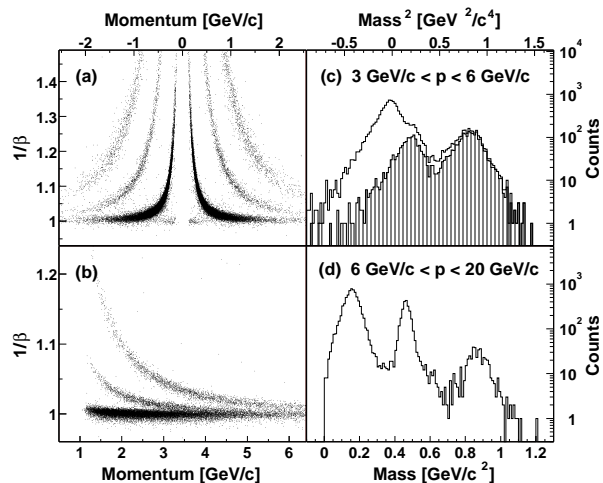 Momentum [GeV/c]
Mass² [GeV²/c⁴]
-2 -1 0 1 2
-0.5 0 0.5 1 1.5
(a)
(c) 3 GeV/c < p < 6 GeV/c
1/β
1.4
1.3
1.2
1.1
1
Counts
10⁴
10³
10²
10
1
(b)
(d) 6 GeV/c < p < 20 GeV/c
1/β
1.2
1.1
1
Counts
10³
10²
10
1
1 2 3 4 5 6
0 0.2 0.4 0.6 0.8 1 1.2
Momentum [GeV/c]
Mass [GeV/c²]